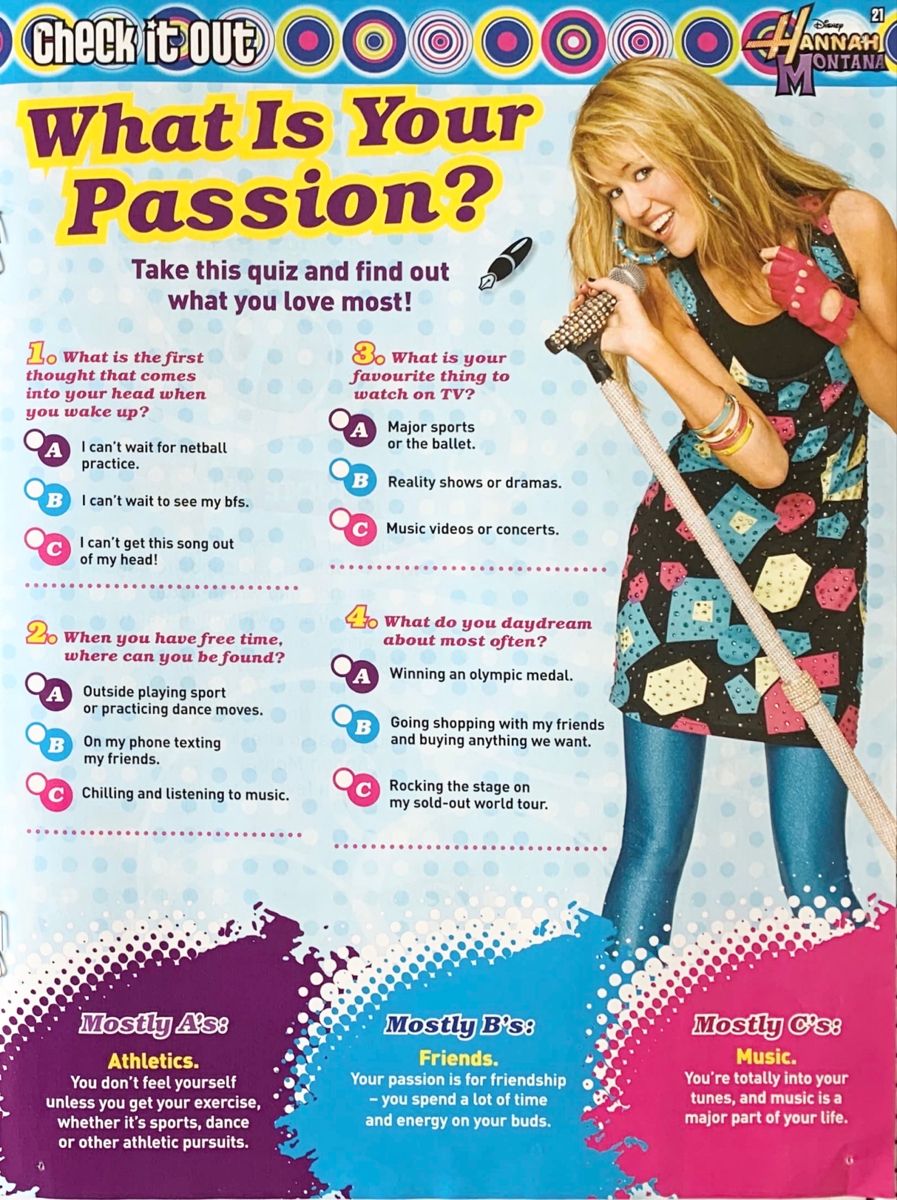 Check it Out
21
Disney
Hannah
Montana
What Is Your
Passion?
Take this quiz and find out
what you love most!
1. What is the first
thought that comes
into your head when
you wake up?
A I can't wait for netball
practice.
B I can't wait to see my bfs.
C I can't get this song out
of my head!
2. When you have free time,
where can you be found?
A Outside playing sport
or practicing dance moves.
B On my phone texting
my friends.
C Chilling and listening to music.
3. What is your
favourite thing to
watch on TV?
A Major sports
or the ballet.
B Reality shows or dramas.
C Music videos or concerts.
4. What do you daydream
about most often?
A Winning an olympic medal.
B Going shopping with my friends
and buying anything we want.
C Rocking the stage on
my sold-out world tour.
Mostly A's:
Athletics.
You don't feel yourself
unless you get your exercise,
whether it's sports, dance
or other athletic pursuits.
Mostly B's:
Friends.
Your passion is for friendship
– you spend a lot of time
and energy on your buds.
Mostly C's:
Music.
You're totally into your
tunes, and music is a
major part of your life.